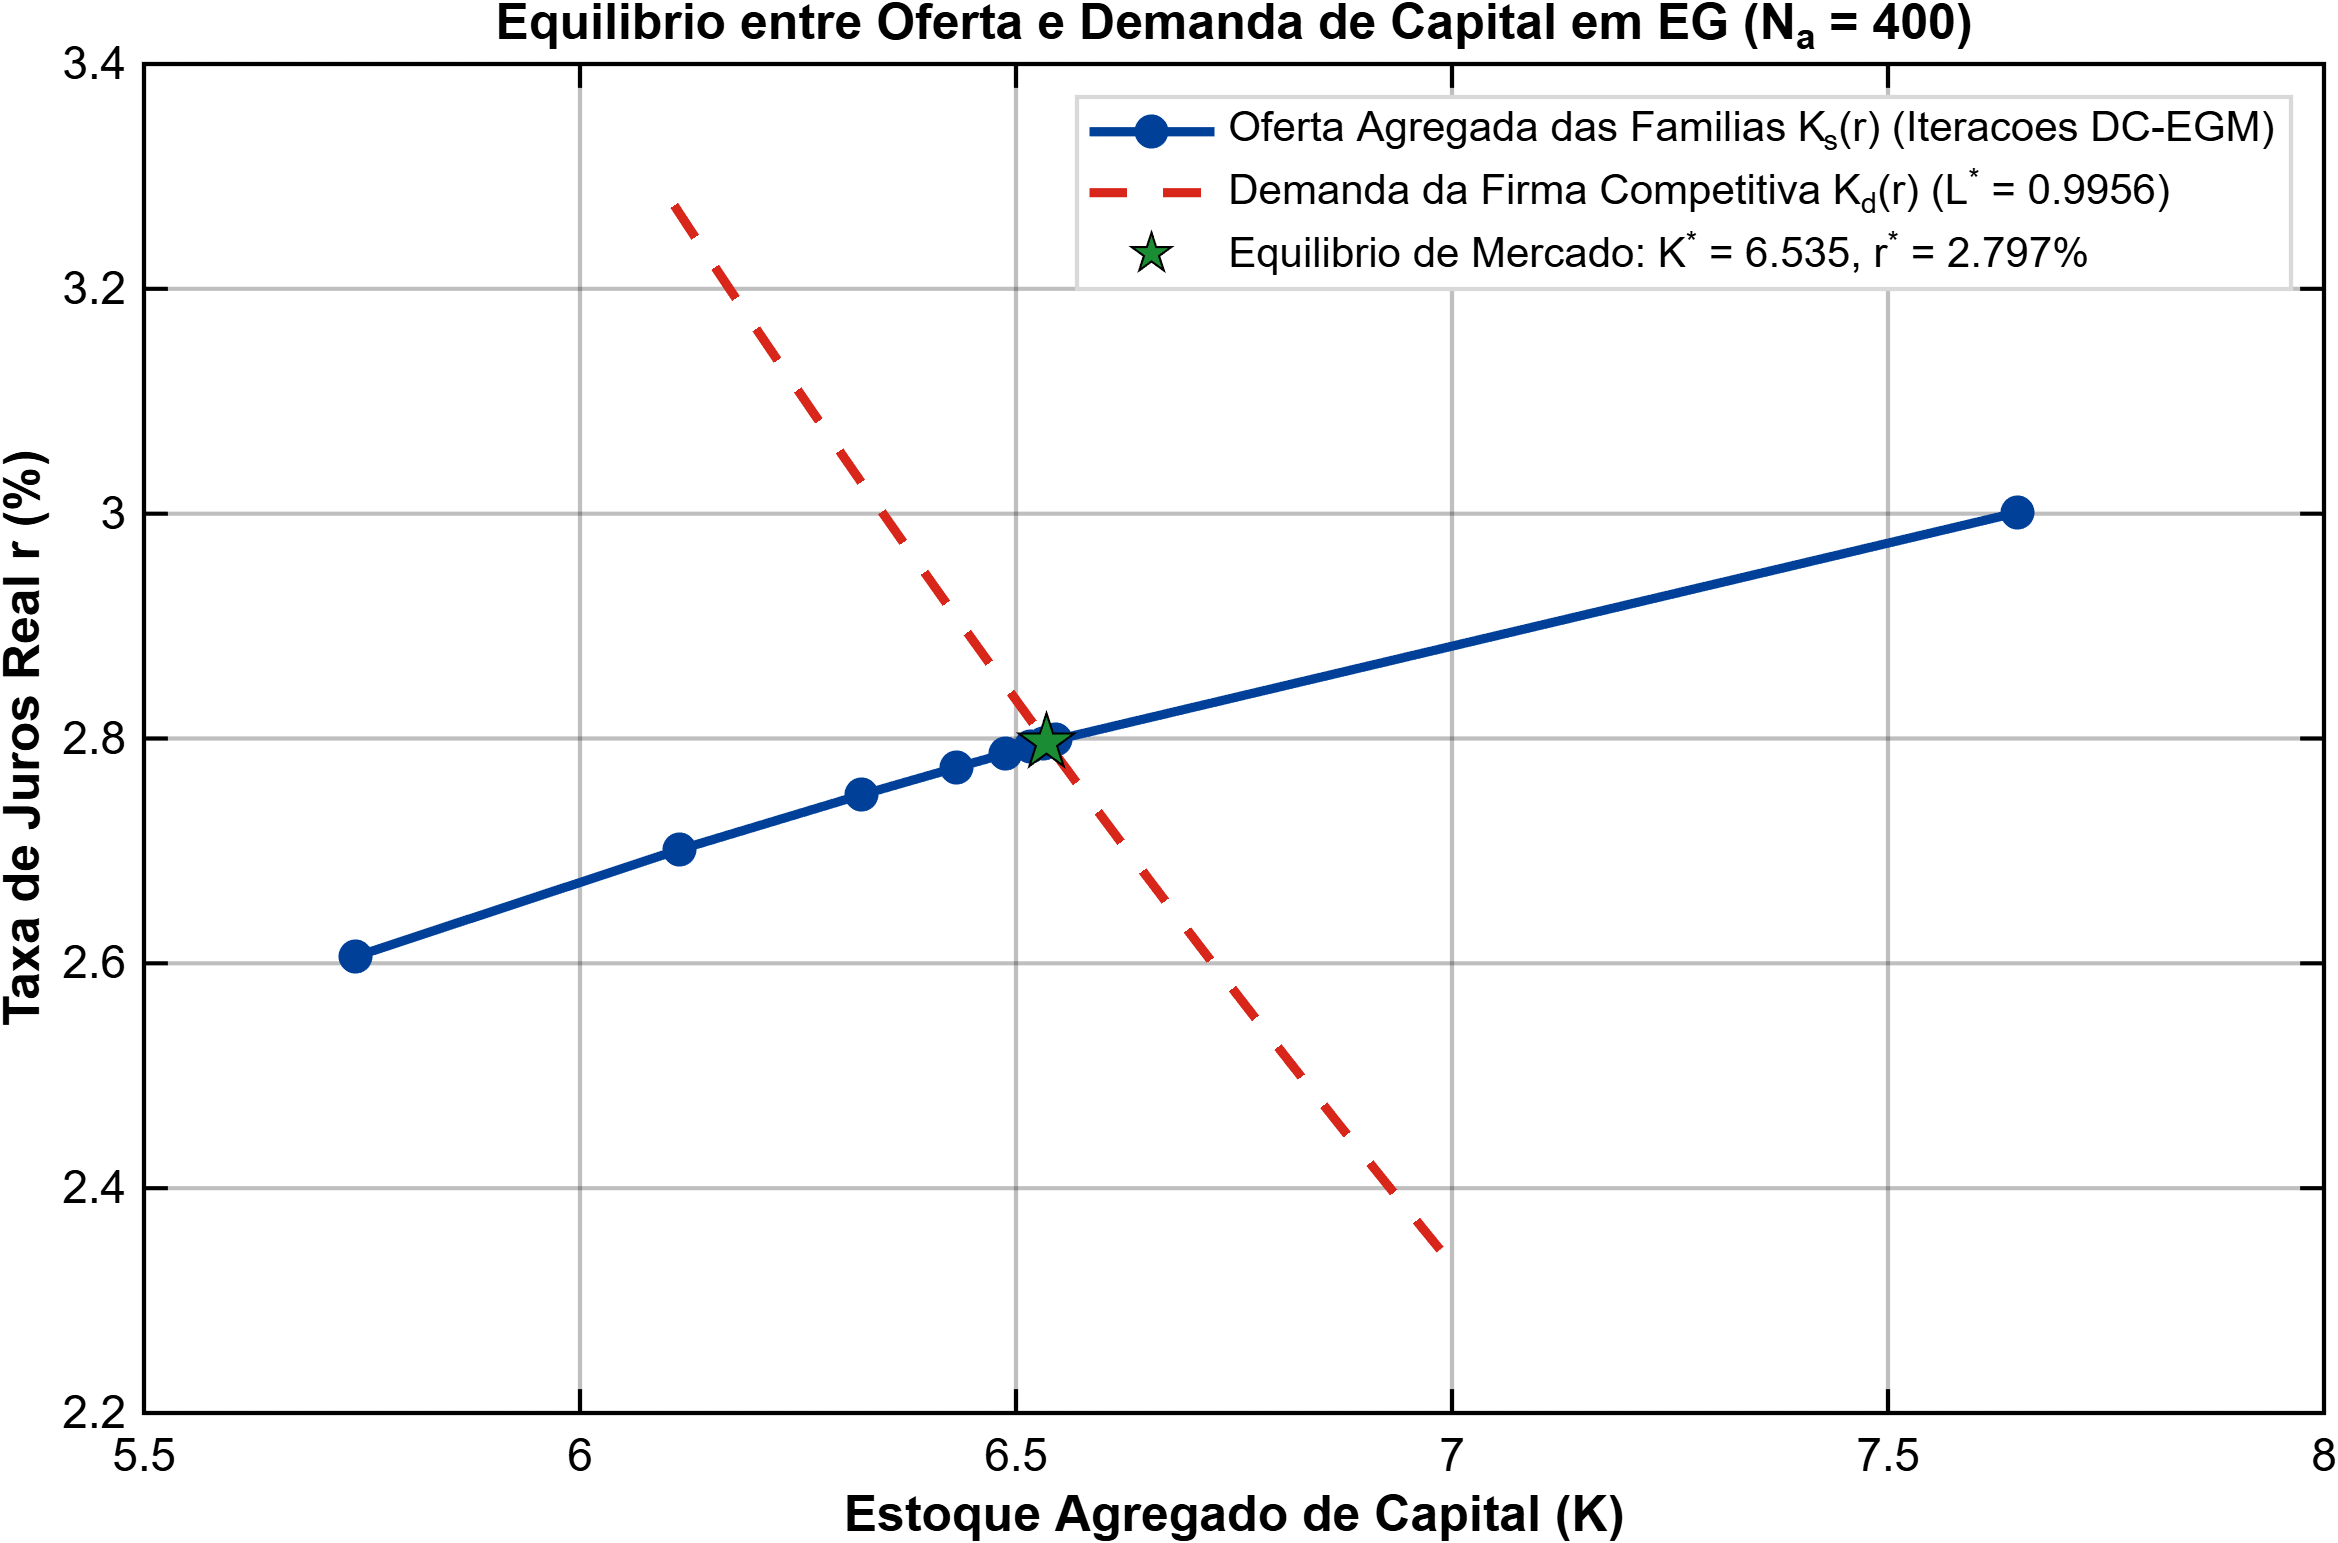 Equilibrio entre Oferta e Demanda de Capital em EG (Na = 400)
Oferta Agregada das Familias Ks(r) (Iteracoes DC-EGM)
Demanda da Firma Competitiva Kd(r) (L* = 0.9956)
Equilibrio de Mercado: K* = 6.535, r* = 2.797%
Taxa de Juros Real r (%)
3.4
3.2
3
2.8
2.6
2.4
2.2
5.5 6 6.5 7 7.5 8
Estoque Agregado de Capital (K)